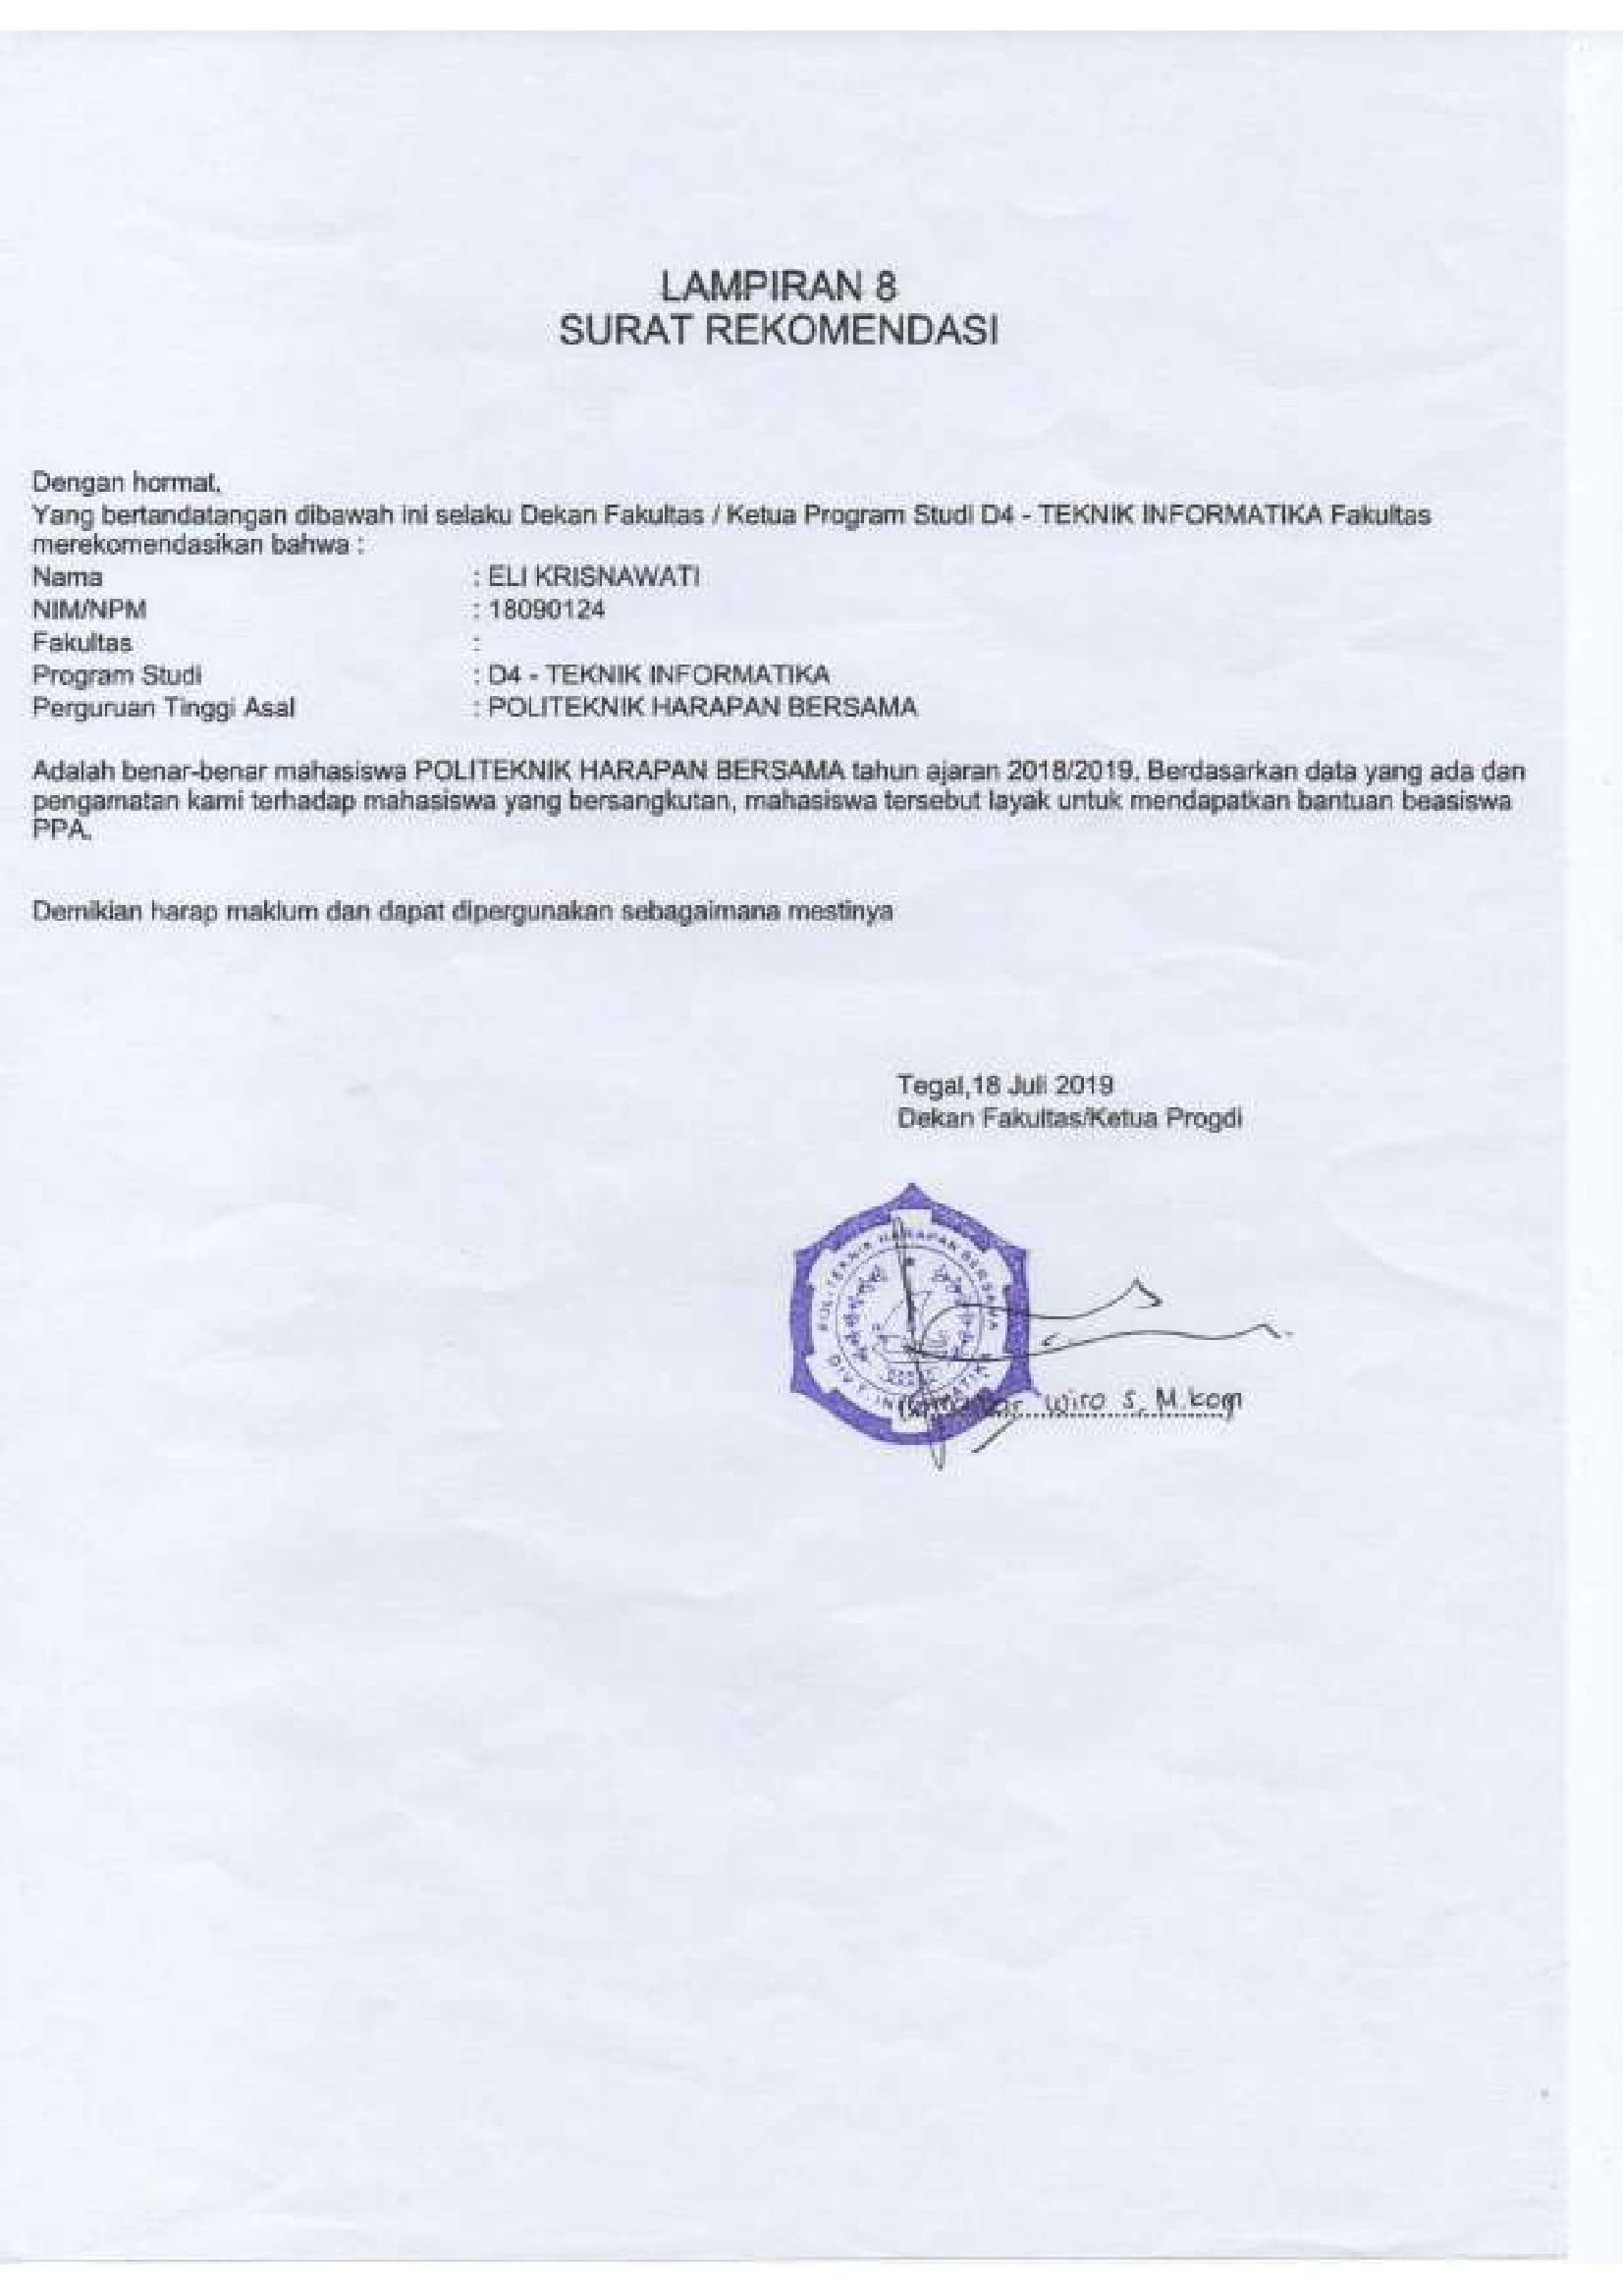 LAMPIRAN 8
SURAT REKOMENDASI
Dengan hormat,
Yang bertandatangan dibawah ini selaku Dekan Fakultas / Ketua Program Studi D4 - TEKNIK INFORMATIKA Fakultas
merekomendasikan bahwa :
Nama : ELI KRISNAWATI
NIM/NPM : 18090124
Fakultas :
Program Studi : D4 - TEKNIK INFORMATIKA
Perguruan Tinggi Asal : POLITEKNIK HARAPAN BERSAMA
Adalah benar-benar mahasiswa POLITEKNIK HARAPAN BERSAMA tahun ajaran 2018/2019. Berdasarkan data yang ada dan
pengamatan kami terhadap mahasiswa yang bersangkutan, mahasiswa tersebut layak untuk mendapatkan bantuan beasiswa
PPA.
Demikian harap maklum dan dapat dipergunakan sebagaimana mestinya
Tegal,18 Juli 2019
Dekan Fakultas/Ketua Progdi
POLITEKNIK HARAPAN BERSAMA
DIV T. INFORMATIKA
Wiro S, M.kom